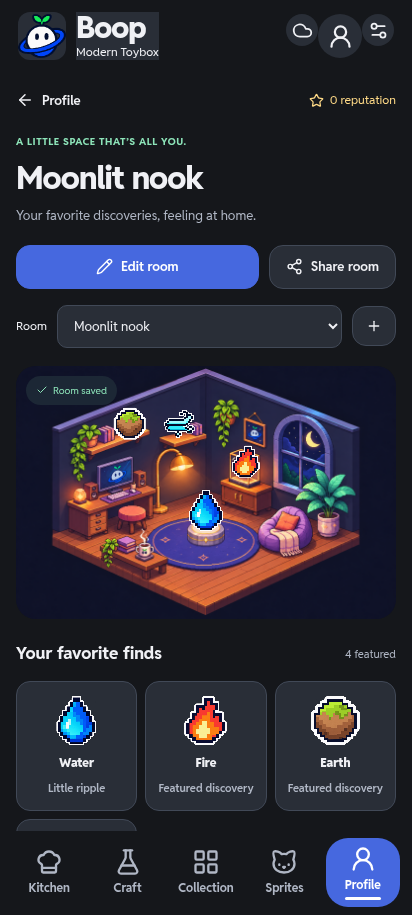 Boop
Modern Toybox
Profile
0 reputation
A LITTLE SPACE THAT'S ALL YOU.
Moonlit nook
Your favorite discoveries, feeling at home.
Edit room
Share room
Room
Moonlit nook
Room saved
Your favorite finds
4 featured
Water
Fire
Earth
Little ripple
Featured discovery
Featured discovery
Kitchen
Craft
Collection
Sprites
Profile